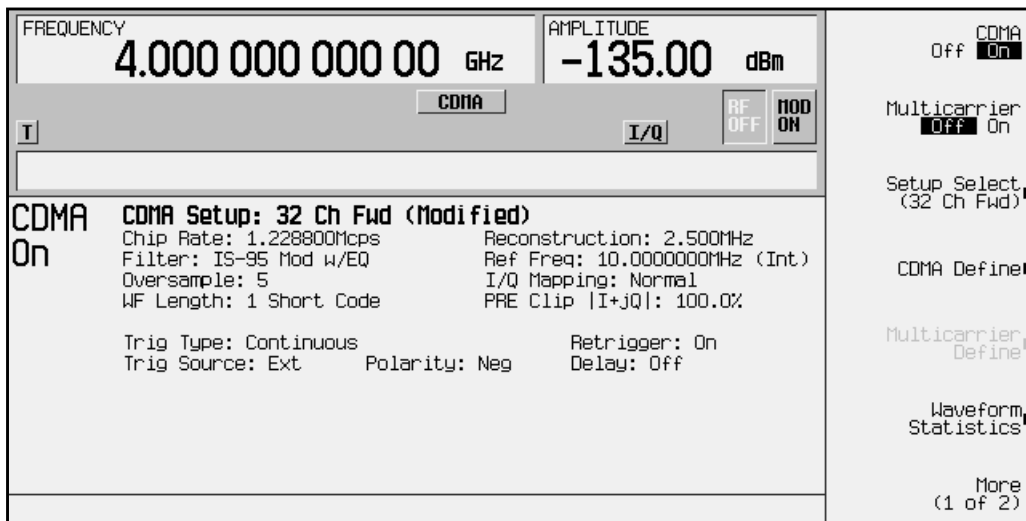 FREQUENCY
4.000 000 000 00 GHz
AMPLITUDE
-135.00 dBm
CDMA
T
I/Q
RF OFF
MOD ON
CDMA On
CDMA Setup: 32 Ch Fwd (Modified)
Chip Rate: 1.228800Mcps
Reconstruction: 2.500MHz
Filter: IS-95 Mod w/EQ
Ref Freq: 10.0000000MHz (Int)
Oversample: 5
I/Q Mapping: Normal
WF Length: 1 Short Code
PRE Clip |I+jQ|: 100.0%
Trig Type: Continuous
Retrigger: On
Trig Source: Ext
Polarity: Neg
Delay: Off
CDMA
Off On
Multicarrier
Off On
Setup Select
(32 Ch Fwd)
CDMA Define
Multicarrier
Define
Waveform
Statistics
More
(1 of 2)